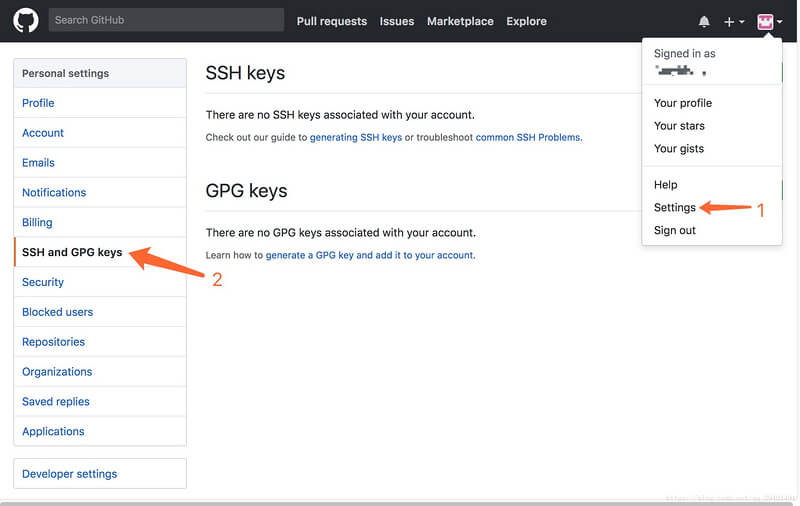 Search GitHub
Pull requests Issues Marketplace Explore
Signed in as
Your profile
Your stars
Your gists
Help
Settings
1
Sign out
Personal settings
Profile
Account
Emails
Notifications
Billing
SSH and GPG keys
2
Security
Blocked users
Repositories
Organizations
Saved replies
Applications
Developer settings
SSH keys
There are no SSH keys associated with your account.
Check out our guide to generating SSH keys or troubleshoot common SSH Problems.
GPG keys
There are no GPG keys associated with your account.
Learn how to generate a GPG key and add it to your account.